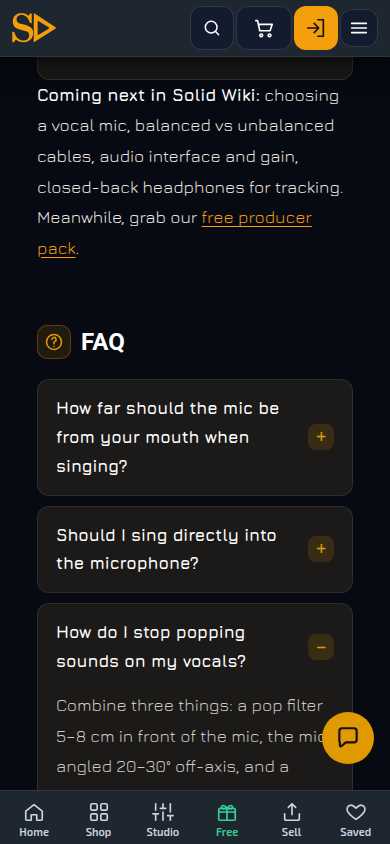 S
Coming next in Solid Wiki: choosing
a vocal mic, balanced vs unbalanced
cables, audio interface and gain,
closed-back headphones for tracking.
Meanwhile, grab our free producer
pack.
FAQ
How far should the mic be
from your mouth when
singing?
Should I sing directly into
the microphone?
How do I stop popping
sounds on my vocals?
Combine three things: a pop filter
5–8 cm in front of the mic, the mic
angled 20–30° off-axis, and a
Home Shop Studio Free Sell Saved